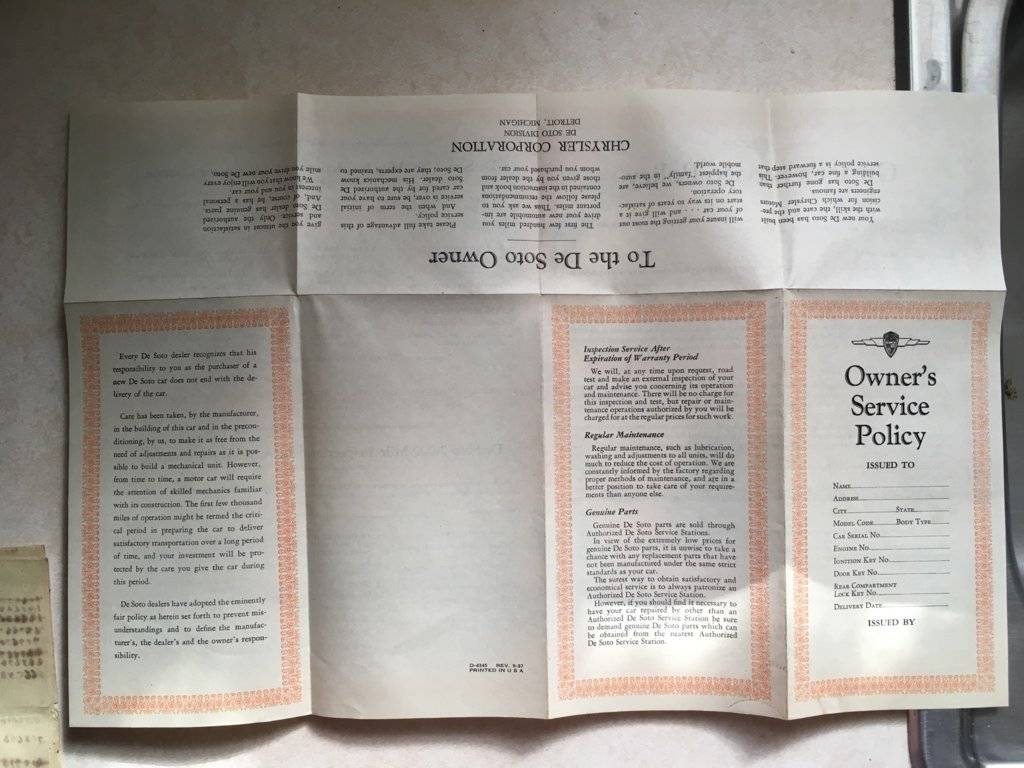 To the De Soto Owner
Your De Soto has been built
with the skill, the care and the pre-
cision for which Chrysler Motors
engineers are famous.
De Soto has gone further than
building a fine car, however. This
service policy is a forward step that
will insure your getting the most out
of your car . . . and will give it a
start on its way to years of satisfac-
tory operation.
De Soto owners, we believe, are
the happiest "family" in the auto-
mobile world.
The first few hundred miles you
drive your new automobile are im-
portant miles. Thus we ask you to
please follow the recommendations
contained in the instruction book and
those given you by the dealer from
whom you purchased your car.
Please take full advantage of this
service policy.
And when the term of initial
service is over, be sure to have your
car cared for by the authorized De
Soto dealer. His mechanics know
De Soto, they are experts, trained to
give you the utmost in satisfaction
and service. Only the authorized
De Soto dealer has genuine parts.
And, of course, he has a personal
interest in you and your car.
We know that you will enjoy every
mile you drive your new De Soto.
CHRYSLER CORPORATION
DE SOTO DIVISION
DETROIT, MICHIGAN
Every De Soto dealer recognizes that his
responsibility to you as the purchaser of a
new De Soto car does not end with the de-
livery of the car.
Care has been taken, by the manufacturer,
in the building of this car and in the precon-
ditioning, by us, to make it as free from the
need of adjustments and repairs as it is pos-
sible to build a mechanical unit. However,
from time to time, a motor car will require
the attention of skilled mechanics familiar
with its construction. The first few thousand
miles of operation might be termed the criti-
cal period in preparing the car to deliver
satisfactory transportation over a long period
of time, and your investment will be pro-
tected by the care you give the car during
this period.
De Soto dealers have adopted the eminently
fair policy as herein set forth to prevent mis-
understandings and to define the manufac-
turer's, the dealer's and the owner's respon-
sibility.
D-4545 REV. 9-37
PRINTED IN U S A
Inspection Service After
Expiration of Warranty Period
We will, at any time upon request, road
test and make an external inspection of your
car and advise you concerning its operation
and maintenance. There will be no charge for
this inspection and test, but repair or main-
tenance operations authorized by you will be
charged for at the regular prices for such work.
Regular Maintenance
Regular maintenance, such as lubrication,
washing and adjustments to all units, will do
much to reduce the cost of operation. We are
constantly informed by the factory regarding
proper methods of maintenance, and are in a
better position to take care of your require-
ments than anyone else.
Genuine Parts
Genuine De Soto parts are sold through
Authorized De Soto Service Stations.
In view of the extremely low prices for
genuine De Soto parts, it is unwise to take a
chance with any replacement parts that have
not been manufactured under the same strict
standards as your car.
The surest way to obtain satisfactory and
economical service is to always patronize an
Authorized De Soto Service Station.
However, if you should find it necessary to
have your car repaired by other than an
Authorized De Soto Service Station be sure
to demand genuine De Soto parts which can
be obtained from the nearest Authorized
De Soto Service Station.
Owner's
Service
Policy
ISSUED TO
NAME
ADDRESS
CITY STATE
MODEL CODE BODY TYPE
CAR SERIAL NO.
ENGINE NO.
IGNITION KEY NO.
DOOR KEY NO.
REAR COMPARTMENT
LOCK KEY NO.
DELIVERY DATE
ISSUED BY